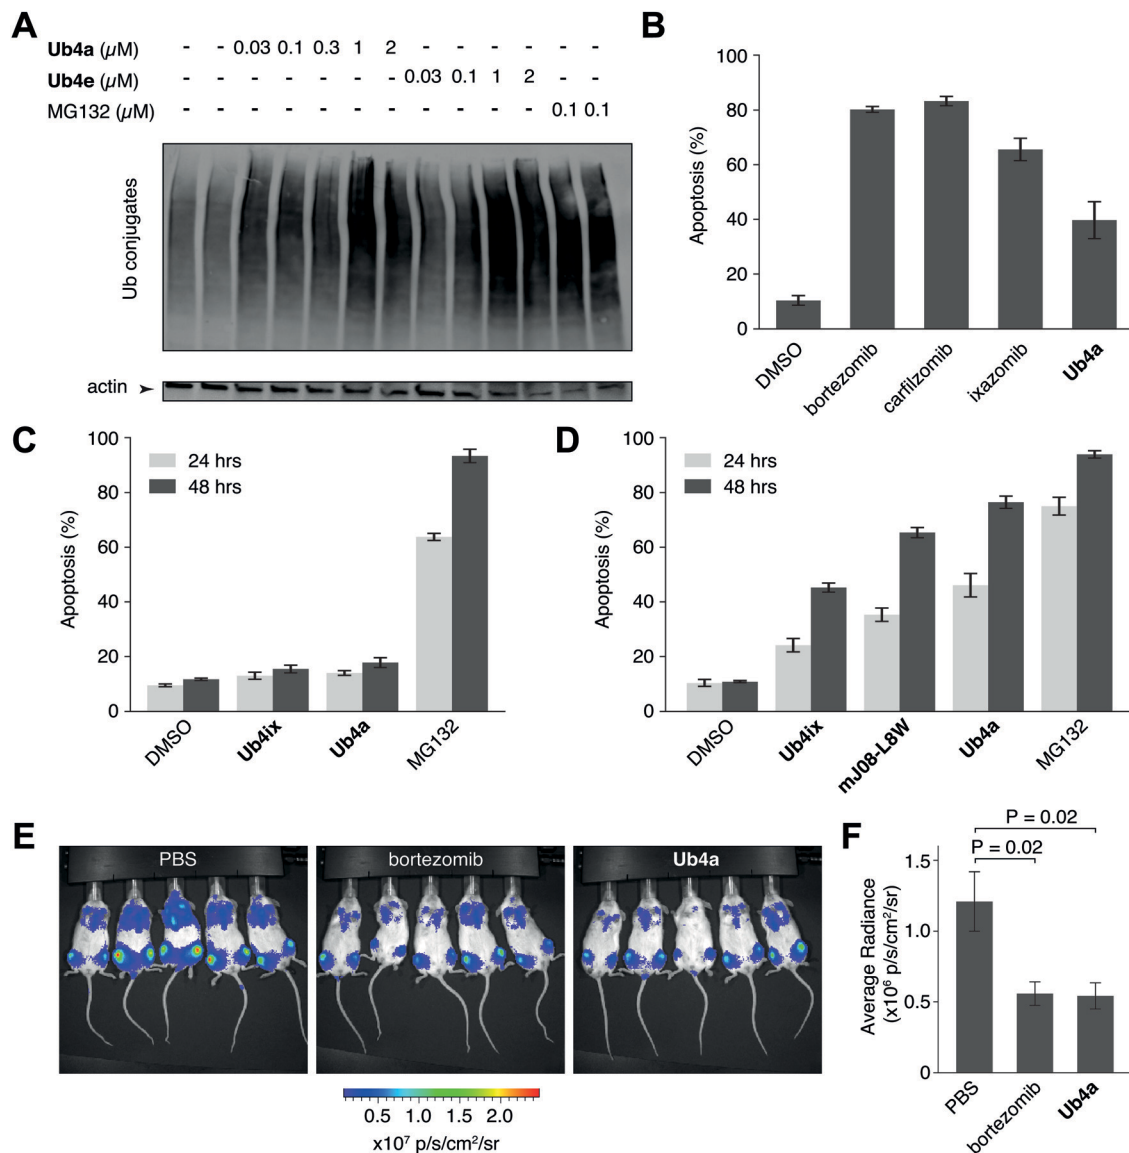 A
Ub4a (µM) - - 0.03 0.1 0.3 1 2 - - - - - -
Ub4e (µM) - - - - - - - 0.03 0.1 1 2 - -
MG132 (µM) - - - - - - - - - - - 0.1 0.1
Ub conjugates
actin
B
Apoptosis (%)
100
80
60
40
20
0
DMSO
bortezomib
carfilzomib
ixazomib
Ub4a
C
24 hrs
48 hrs
Apoptosis (%)
100
80
60
40
20
0
DMSO
Ub4ix
Ub4a
MG132
D
24 hrs
48 hrs
Apoptosis (%)
100
80
60
40
20
0
DMSO
Ub4ix
mJ08-L8W
Ub4a
MG132
E
PBS
bortezomib
Ub4a
0.5 1.0 1.5 2.0
x10⁷ p/s/cm²/sr
F
P = 0.02
P = 0.02
Average Radiance
(x10⁶ p/s/cm²/sr)
1.5
1.0
0.5
0
PBS
bortezomib
Ub4a